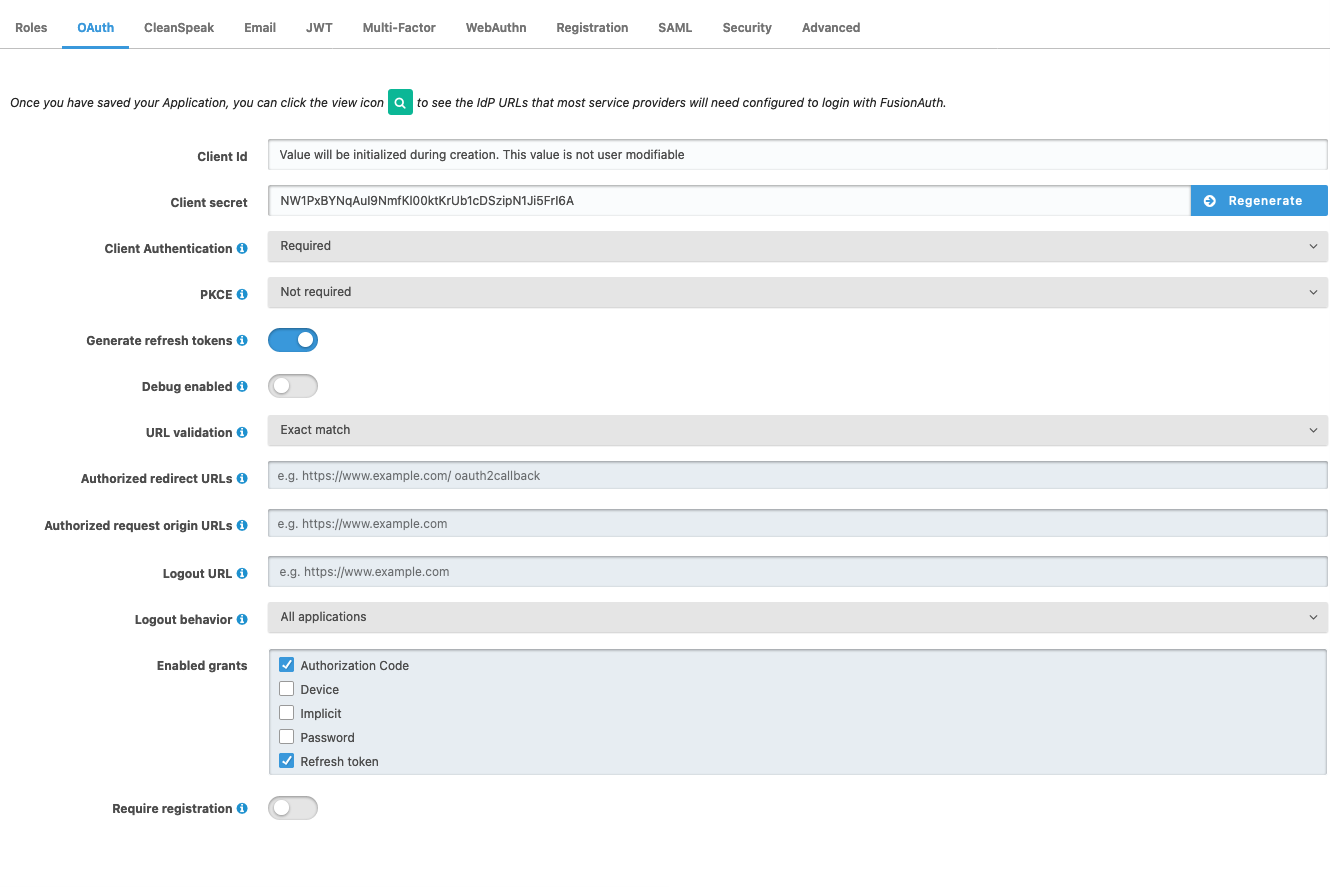 Roles OAuth CleanSpeak Email JWT Multi-Factor WebAuthn Registration SAML Security Advanced
Once you have saved your Application, you can click the view icon to see the IdP URLs that most service providers will need configured to login with FusionAuth.
Client Id Value will be initialized during creation. This value is not user modifiable
Client secret NW1PxBYNqAuI9NmfKl00ktKrUb1cDSzipN1Ji5FrI6A Regenerate
Client Authentication Required
PKCE Not required
Generate refresh tokens
Debug enabled
URL validation Exact match
Authorized redirect URLs e.g. https://www.example.com/ oauth2callback
Authorized request origin URLs e.g. https://www.example.com
Logout URL e.g. https://www.example.com
Logout behavior All applications
Enabled grants Authorization Code
Device
Implicit
Password
Refresh token
Require registration